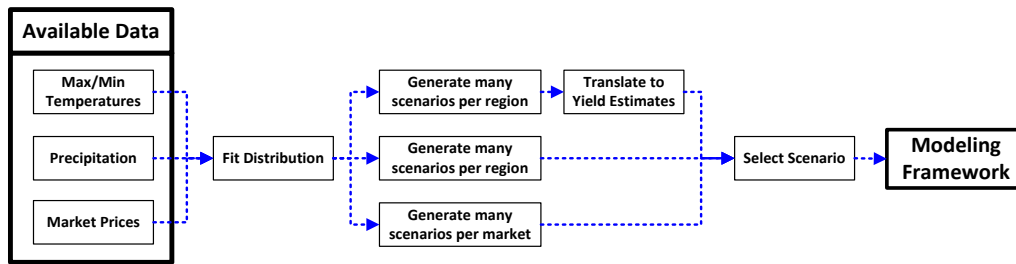 Available Data
Max/Min
Temperatures
Precipitation
Market Prices
Fit Distribution
Generate many
scenarios per region
Translate to
Yield Estimates
Generate many
scenarios per region
Generate many
scenarios per market
Select Scenario
Modeling
Framework